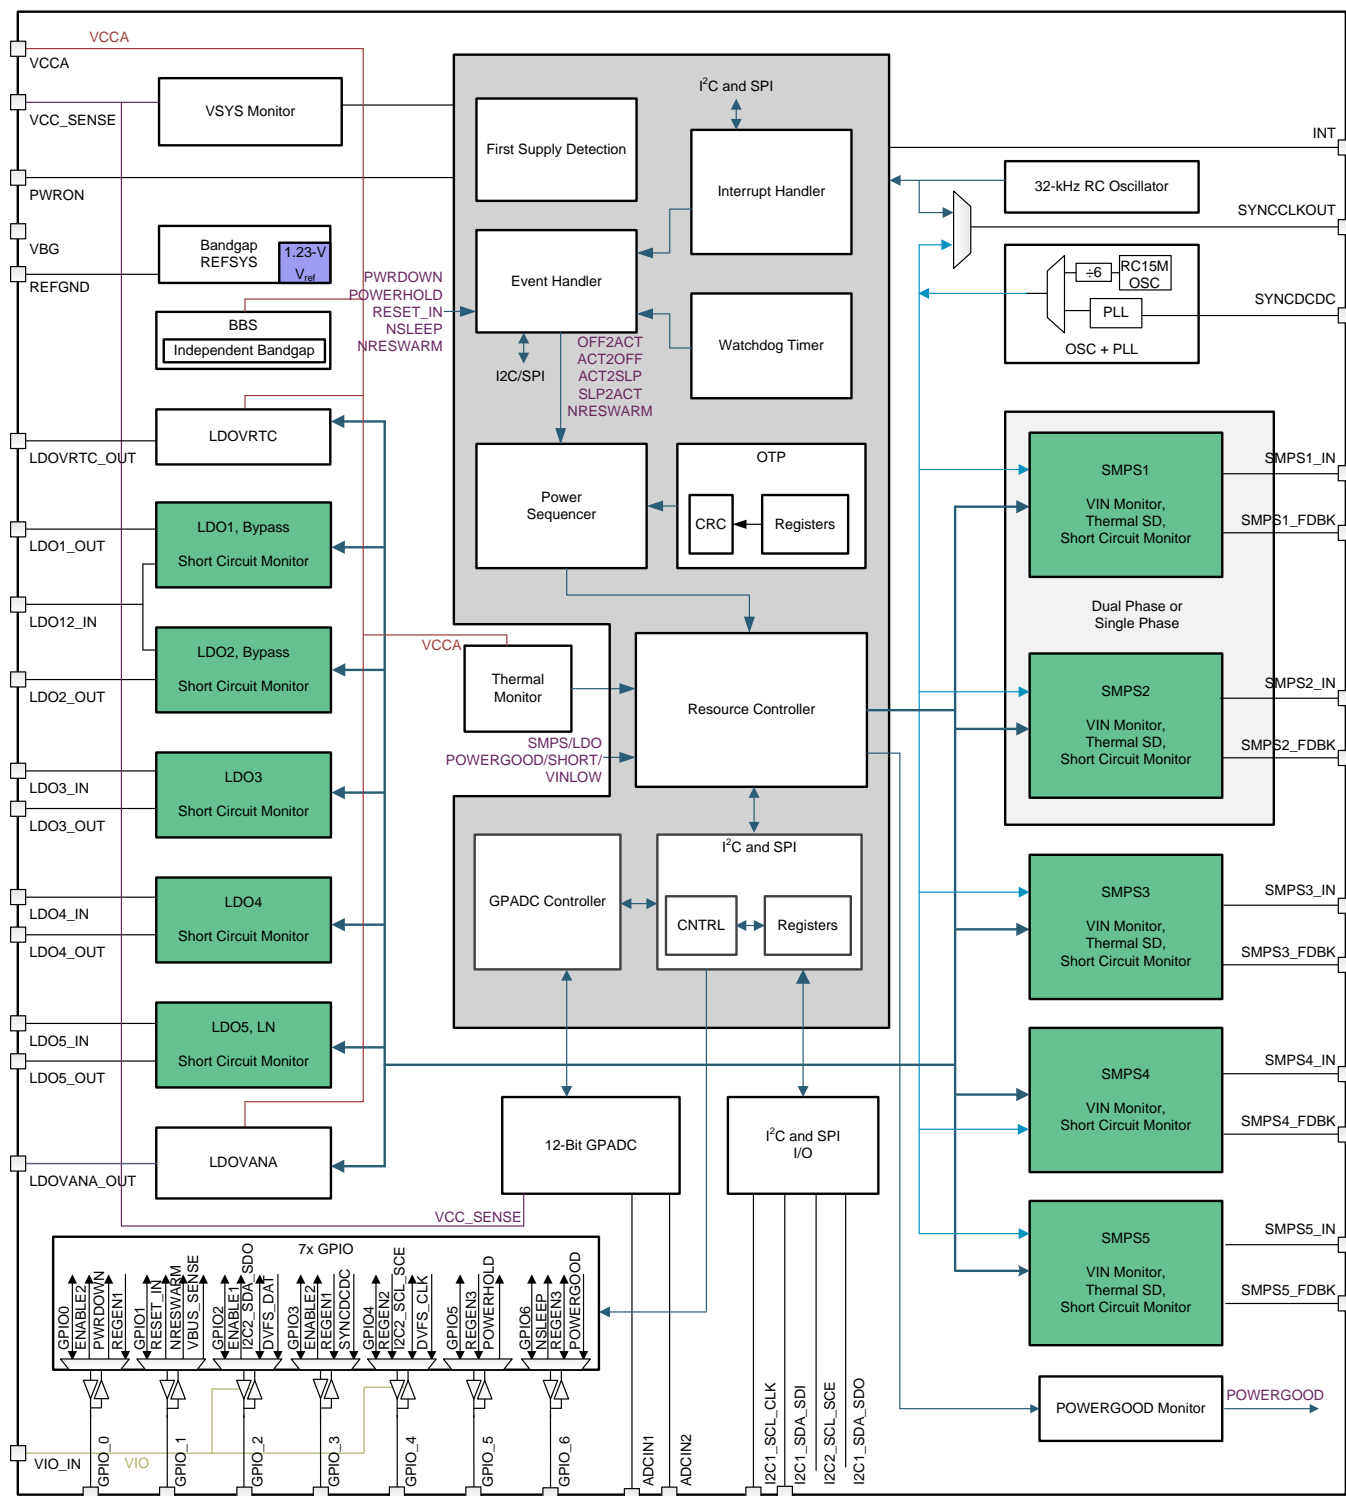 VCCA
VCCA
VCC_SENSE
VSYS Monitor
PWRON
VBG
REFGND
Bandgap
REFSYS
1.23-V
Vref
BBS
Independent Bandgap
PWRDOWN
POWERHOLD
RESET_IN
NSLEEP
NRESWARM
LDOVRTC
LDOVRTC_OUT
LDO1, Bypass
Short Circuit Monitor
LDO1_OUT
LDO12_IN
LDO2, Bypass
Short Circuit Monitor
LDO2_OUT
LDO3
Short Circuit Monitor
LDO3_IN
LDO3_OUT
LDO4
Short Circuit Monitor
LDO4_IN
LDO4_OUT
LDO5, LN
Short Circuit Monitor
LDO5_IN
LDO5_OUT
LDOVANA
LDOVANA_OUT
First Supply Detection
I²C and SPI
Interrupt Handler
Event Handler
I2C/SPI
OFF2ACT
ACT2OFF
ACT2SLP
SLP2ACT
NRESWARM
Watchdog Timer
Power
Sequencer
OTP
CRC
Registers
VCCA
Thermal
Monitor
Resource Controller
SMPS/LDO
POWERGOOD/SHORT/
VINLOW
GPADC Controller
I²C and SPI
CNTRL
Registers
12-Bit GPADC
I²C and SPI
I/O
VCC_SENSE
INT
32-kHz RC Oscillator
SYNCCLKOUT
÷6
RC15M
OSC
PLL
OSC + PLL
SYNCDCDC
SMPS1
VIN Monitor,
Thermal SD,
Short Circuit Monitor
SMPS1_IN
SMPS1_FDBK
Dual Phase or
Single Phase
SMPS2
VIN Monitor,
Thermal SD,
Short Circuit Monitor
SMPS2_IN
SMPS2_FDBK
SMPS3
VIN Monitor,
Thermal SD,
Short Circuit Monitor
SMPS3_IN
SMPS3_FDBK
SMPS4
VIN Monitor,
Short Circuit Monitor
SMPS4_IN
SMPS4_FDBK
SMPS5
VIN Monitor,
Thermal SD,
Short Circuit Monitor
SMPS5_IN
SMPS5_FDBK
POWERGOOD Monitor
POWERGOOD
7x GPIO
GPIO0
ENABLE2
PWRDOWN
REGEN1
GPIO1
RESET_IN
NRESWARM
VBUS_SENSE
GPIO2
ENABLE1
I2C2_SDA_SDO
DVFS_DAT
GPIO3
ENABLE2
REGEN1
SYNCDCDC
GPIO4
REGEN2
I2C2_SCL_SCE
DVFS_CLK
GPIO5
REGEN3
POWERHOLD
GPIO6
NSLEEP
REGEN3
POWERGOOD
VIO_IN
VIO
GPIO_0
GPIO_1
GPIO_2
GPIO_3
GPIO_4
GPIO_5
GPIO_6
ADCIN1
ADCIN2
I2C1_SCL_CLK
I2C1_SDA_SDI
I2C2_SCL_SCE
I2C1_SDA_SDO